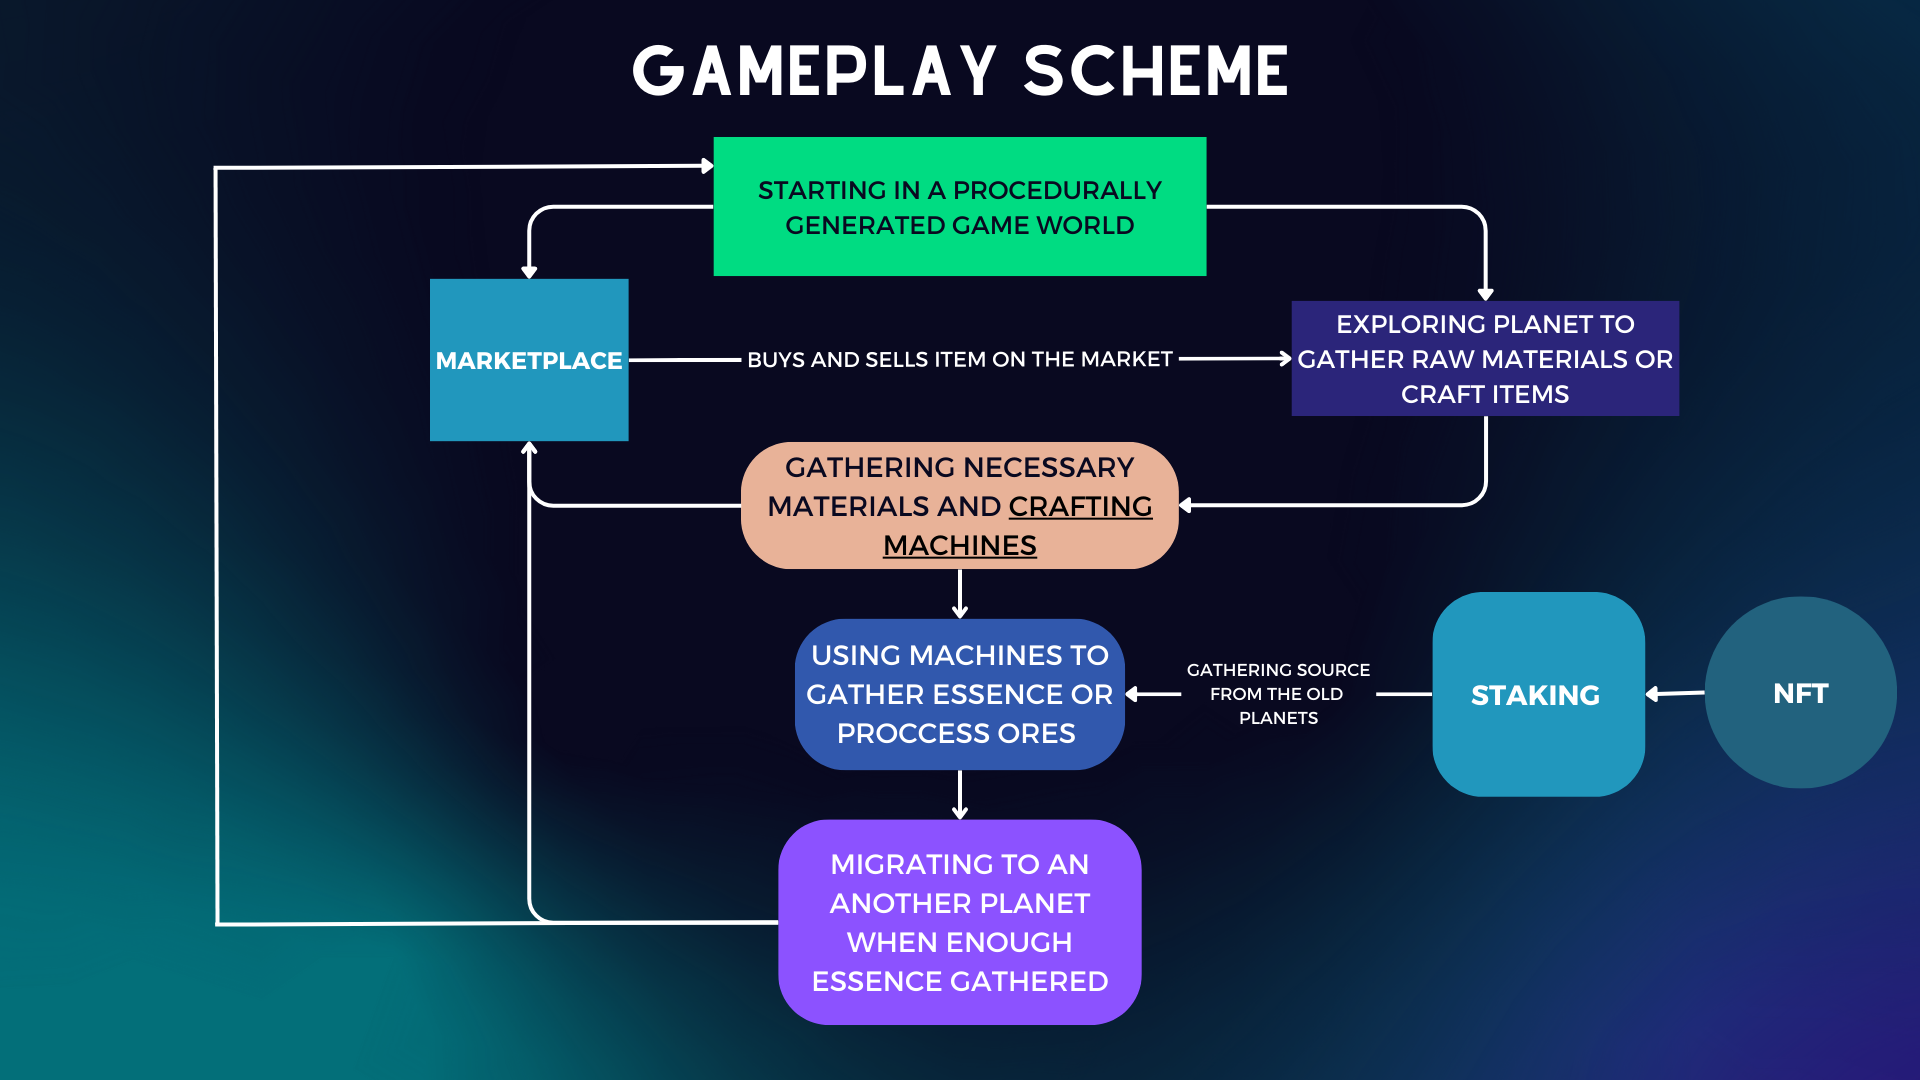 GAMEPLAY SCHEME
STARTING IN A PROCEDURALLY
GENERATED GAME WORLD
MARKETPLACE
BUYS AND SELLS ITEM ON THE MARKET
EXPLORING PLANET TO
GATHER RAW MATERIALS OR
CRAFT ITEMS
GATHERING NECESSARY
MATERIALS AND CRAFTING
MACHINES
USING MACHINES TO
GATHER ESSENCE OR
PROCCESS ORES
GATHERING SOURCE
FROM THE OLD
PLANETS
STAKING
NFT
MIGRATING TO AN
ANOTHER PLANET
WHEN ENOUGH
ESSENCE GATHERED